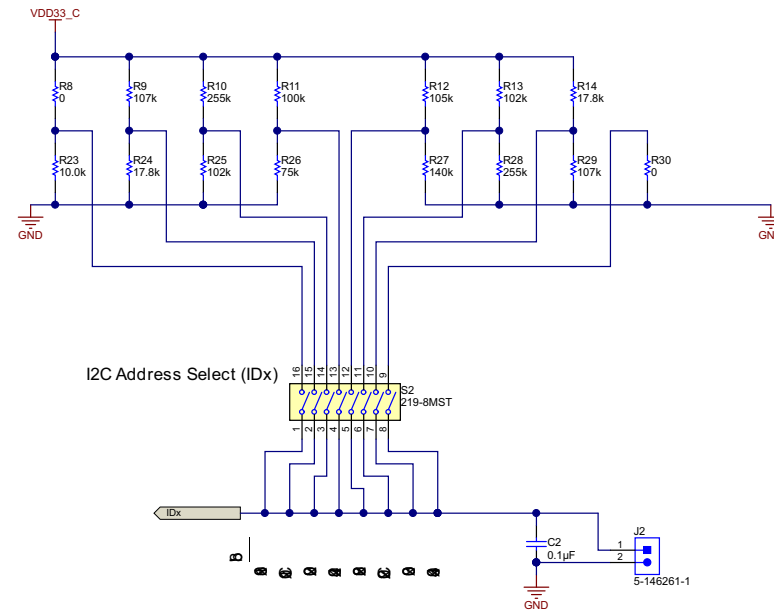 VDD33_C
R8 R9 R10 R11 R12 R13 R14
0 107k 255k 100k 105k 102k 17.8k
R23 R24 R25 R26 R27 R28 R29 R30
10.0k 17.8k 102k 75k 140k 255k 107k 0
GND GN
16 15 14 13 12 11 10 9
I2C Address Select (IDx)
S2
219-8MST
1 2 3 4 5 6 7 8
IDx
J2
1
C2 2
0.1µF
5-146261-1
GND